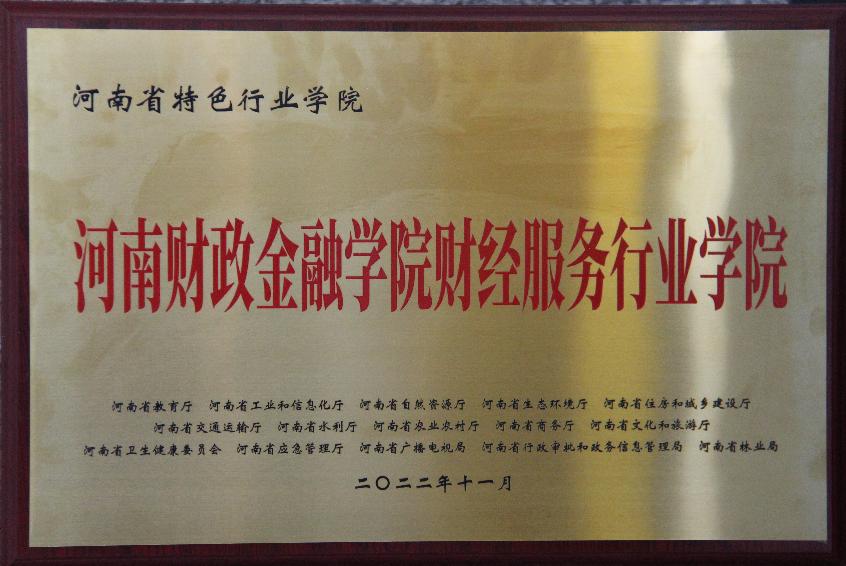 河南省特色行业学院
河南财政金融学院财经服务行业学院
河南省教育厅 河南省工业和信息化厅 河南省自然资源厅 河南省生态环境厅 河南省住房和城乡建设厅
河南省交通运输厅 河南省水利厅 河南省农业农村厅 河南省商务厅 河南省文化和旅游厅
河南省卫生健康委员会 河南省应急管理厅 河南省广播电视局 河南省行政审批和政务信息管理局 河南省林业局
二〇二二年十一月